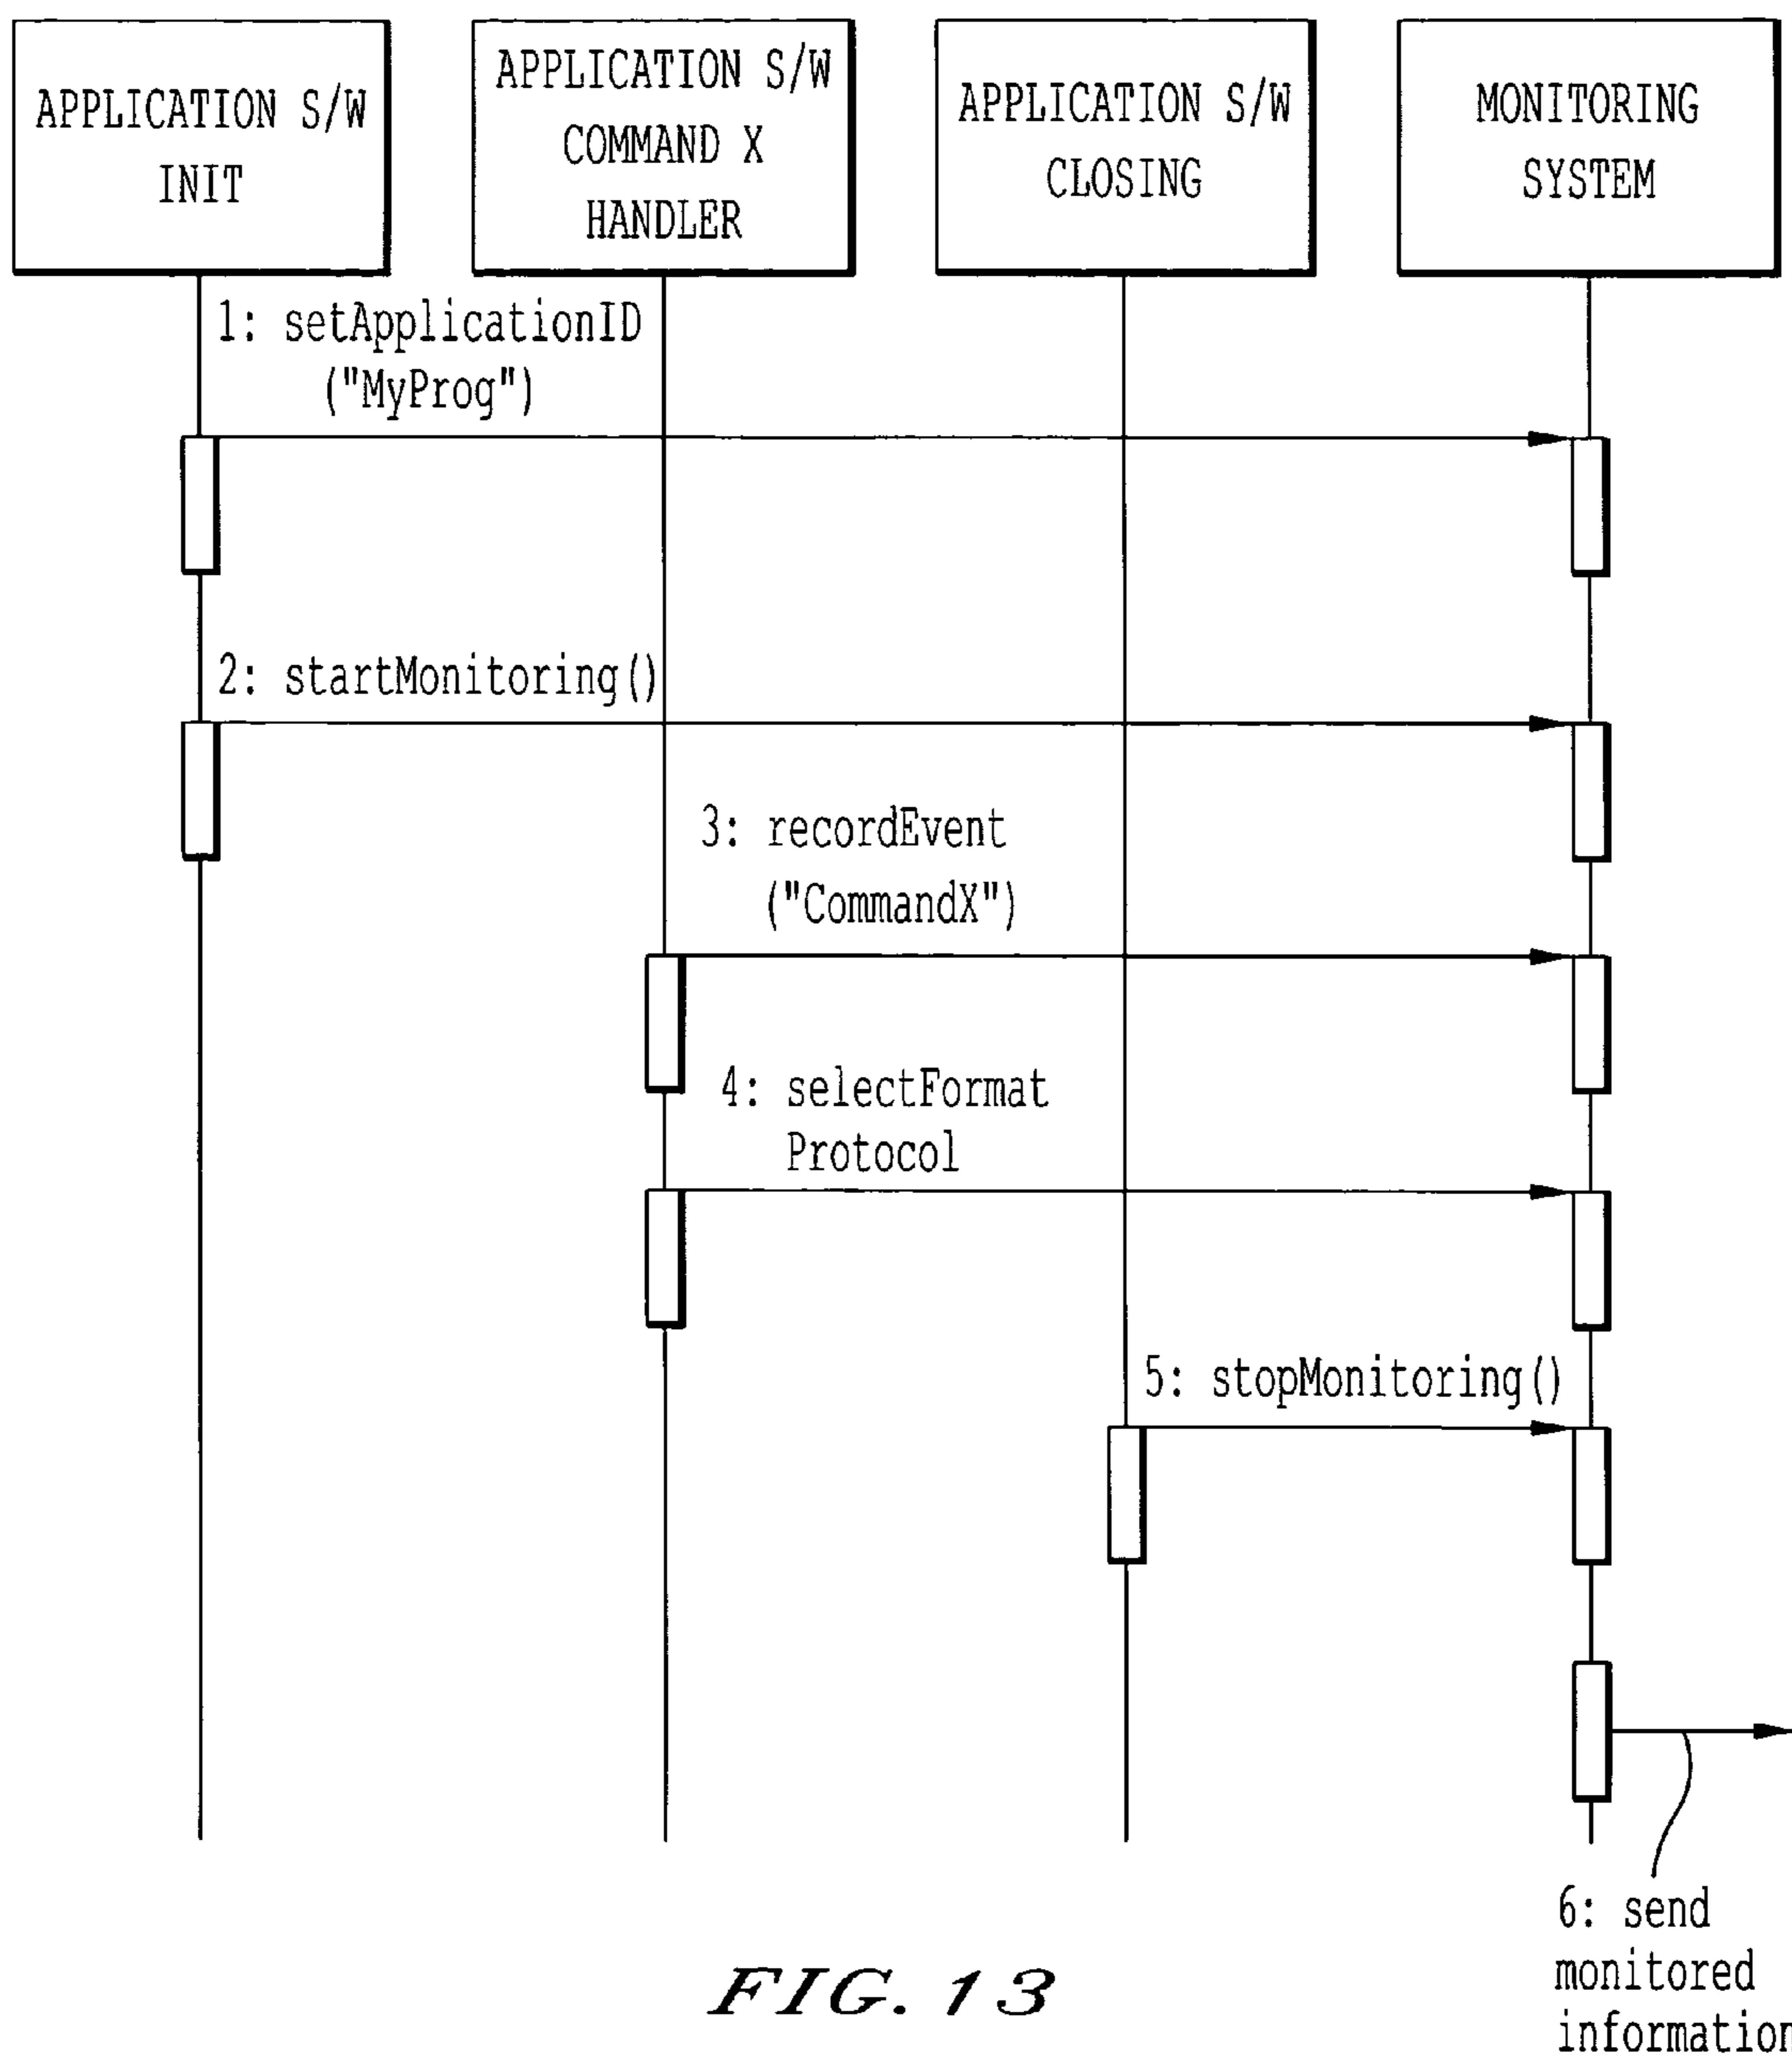 APPLICATION S/W
INIT
APPLICATION S/W
COMMAND X
HANDLER
APPLICATION S/W
CLOSING
MONITORING
SYSTEM
1: setApplicationID
("MyProg")
2: startMonitoring()
3: recordEvent
("CommandX")
4: selectFormat
Protocol
5: stopMonitoring()
6: send
monitored
information
FIG. 13